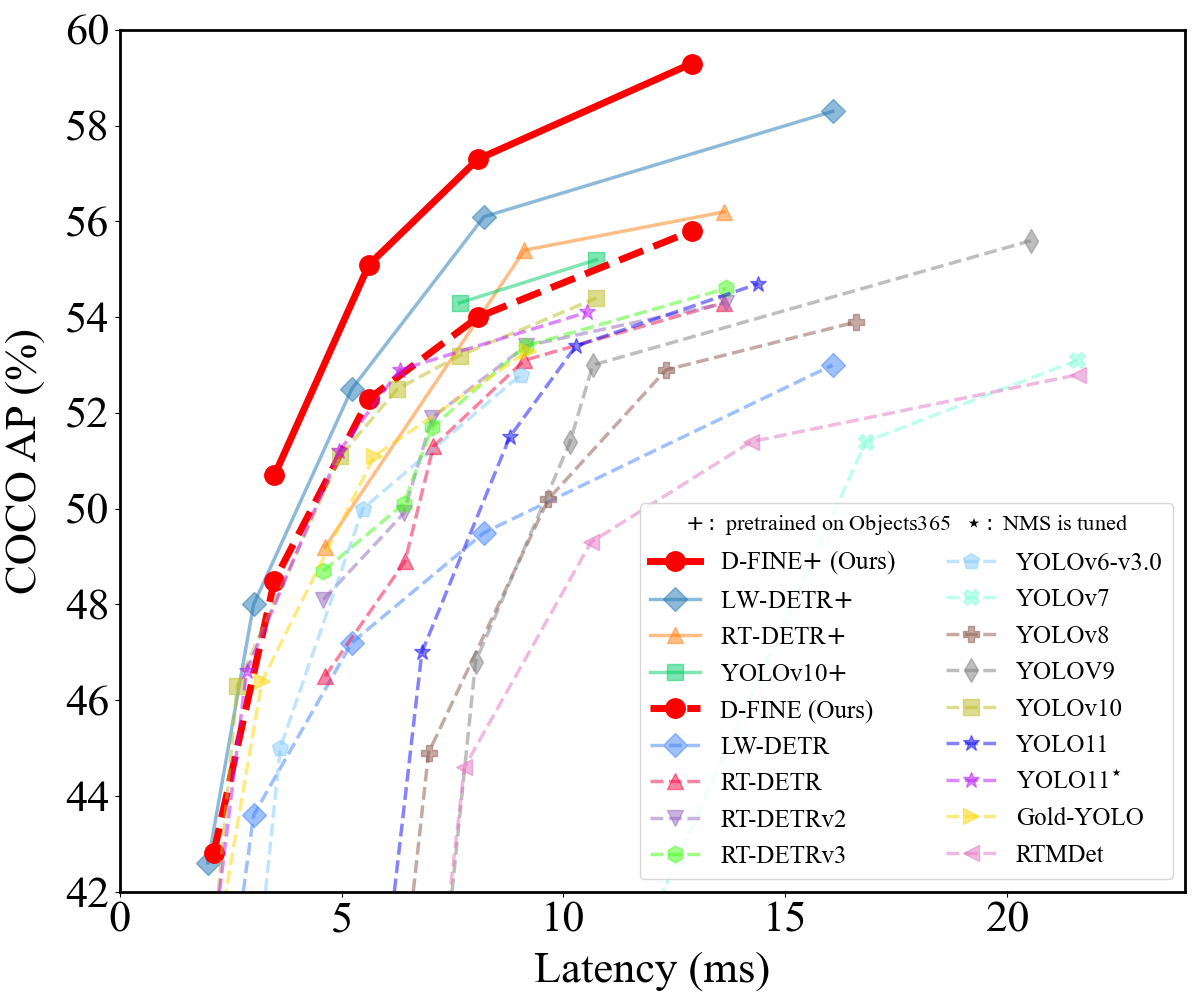 60
58
56
54
52
50
48
46
44
42
COCO AP (%)
0 5 10 15 20
Latency (ms)
+ : pretrained on Objects365 ⋆ : NMS is tuned
D-FINE+ (Ours)
LW-DETR+
RT-DETR+
YOLOv10+
D-FINE (Ours)
LW-DETR
RT-DETR
RT-DETRv2
RT-DETRv3
YOLOv6-v3.0
YOLOv7
YOLOv8
YOLOV9
YOLOv10
YOLO11
YOLO11⋆
Gold-YOLO
RTMDet